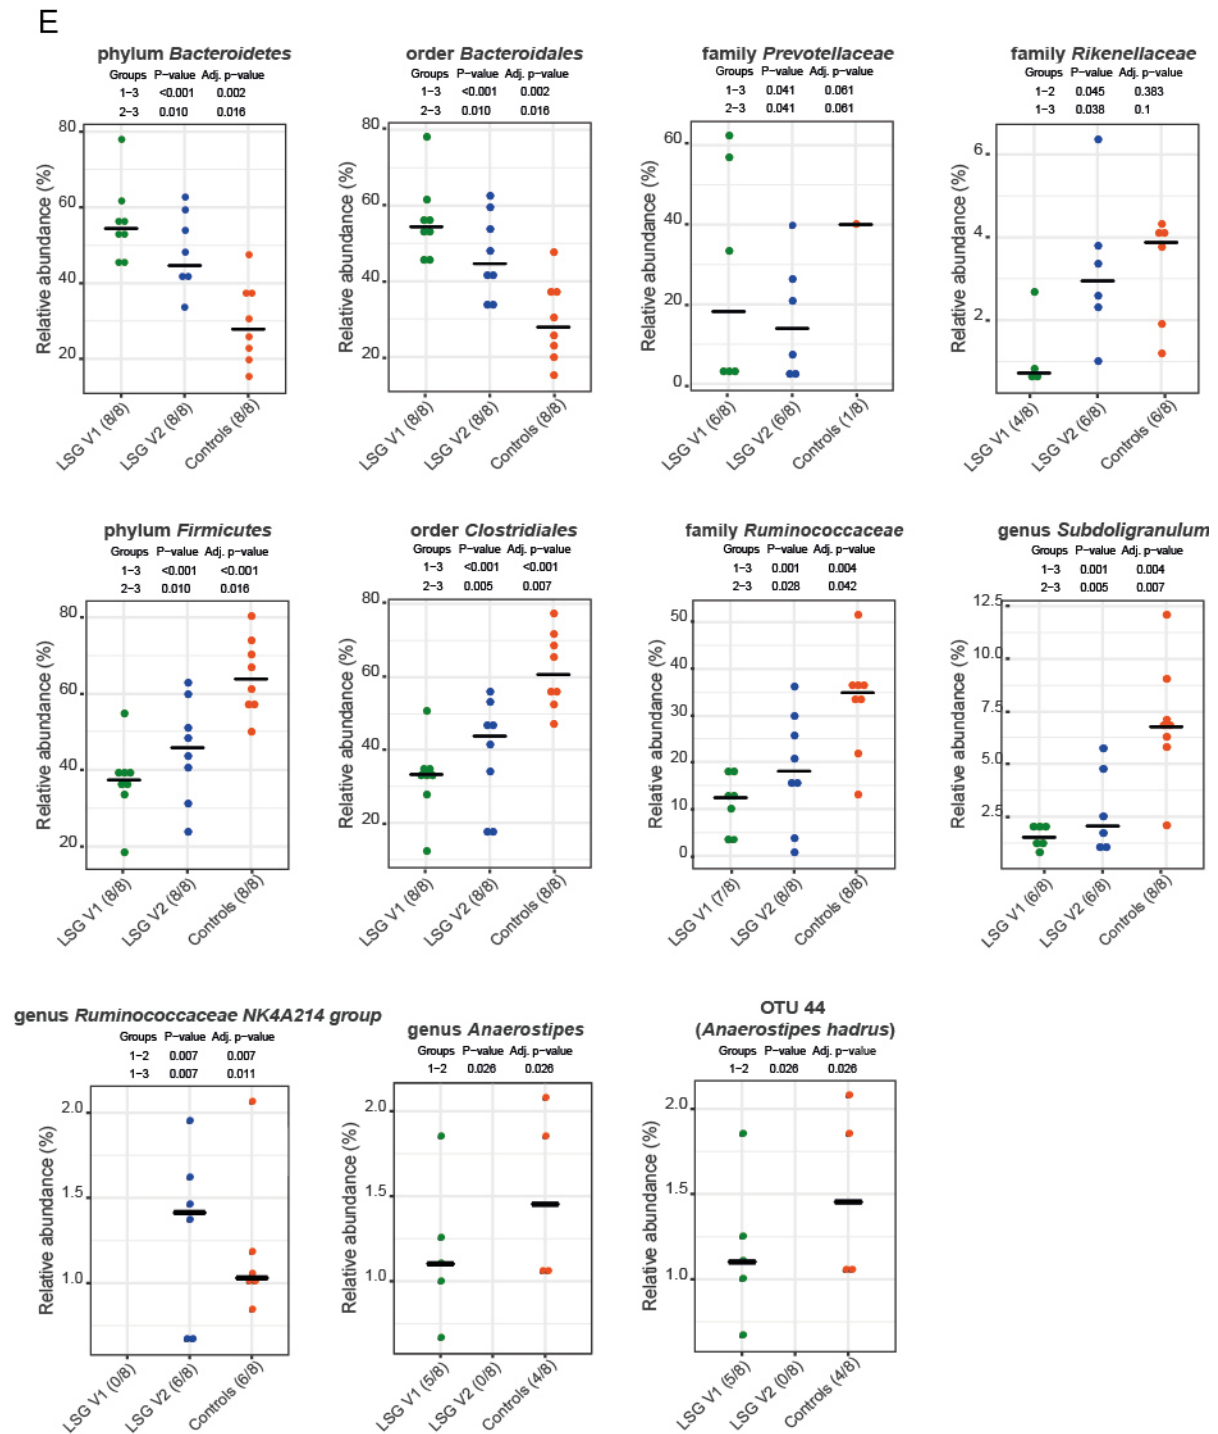 E
phylum Bacteroidetes
Groups P-value Adj. p-value
1-3 <0.001 0.002
2-3 0.010 0.016
Relative abundance (%)
80
60
40
20
LSG V1 (8/8)
LSG V2 (8/8)
Controls (8/8)
order Bacteroidales
Groups P-value Adj. p-value
1-3 <0.001 0.002
2-3 0.010 0.016
Relative abundance (%)
80
60
40
20
LSG V1 (8/8)
LSG V2 (8/8)
Controls (8/8)
family Prevotellaceae
Groups P-value Adj. p-value
1-3 0.041 0.061
2-3 0.041 0.061
Relative abundance (%)
60
40
20
0
LSG V1 (6/8)
LSG V2 (6/8)
Controls (1/8)
family Rikenellaceae
Groups P-value Adj. p-value
1-2 0.045 0.383
1-3 0.038 0.1
Relative abundance (%)
6
4
2
LSG V1 (4/8)
LSG V2 (6/8)
Controls (6/8)
phylum Firmicutes
Groups P-value Adj. p-value
1-3 <0.001 <0.001
2-3 0.010 0.016
Relative abundance (%)
80
60
40
20
LSG V1 (8/8)
LSG V2 (8/8)
Controls (8/8)
order Clostridiales
Groups P-value Adj. p-value
1-3 <0.001 <0.001
2-3 0.005 0.007
Relative abundance (%)
80
60
40
20
LSG V1 (8/8)
LSG V2 (8/8)
Controls (8/8)
family Ruminococcaceae
Groups P-value Adj. p-value
1-3 0.001 0.004
2-3 0.028 0.042
Relative abundance (%)
50
40
30
20
10
0
LSG V1 (7/8)
LSG V2 (8/8)
Controls (8/8)
genus Subdoligranulum
Groups P-value Adj. p-value
1-3 0.001 0.004
2-3 0.005 0.007
Relative abundance (%)
12.5
10.0
7.5
5.0
2.5
LSG V1 (6/8)
LSG V2 (6/8)
Controls (8/8)
genus Ruminococcaceae NK4A214 group
Groups P-value Adj. p-value
1-2 0.007 0.007
1-3 0.007 0.011
Relative abundance (%)
2.0
1.5
1.0
LSG V1 (0/8)
LSG V2 (6/8)
Controls (6/8)
genus Anaerostipes
Groups P-value Adj. p-value
1-2 0.026 0.026
Relative abundance (%)
2.0
1.5
1.0
LSG V1 (5/8)
LSG V2 (0/8)
Controls (4/8)
OTU 44
(Anaerostipes hadrus)
Groups P-value Adj. p-value
1-2 0.026 0.026
Relative abundance (%)
2.0
1.5
1.0
LSG V1 (5/8)
LSG V2 (0/8)
Controls (4/8)